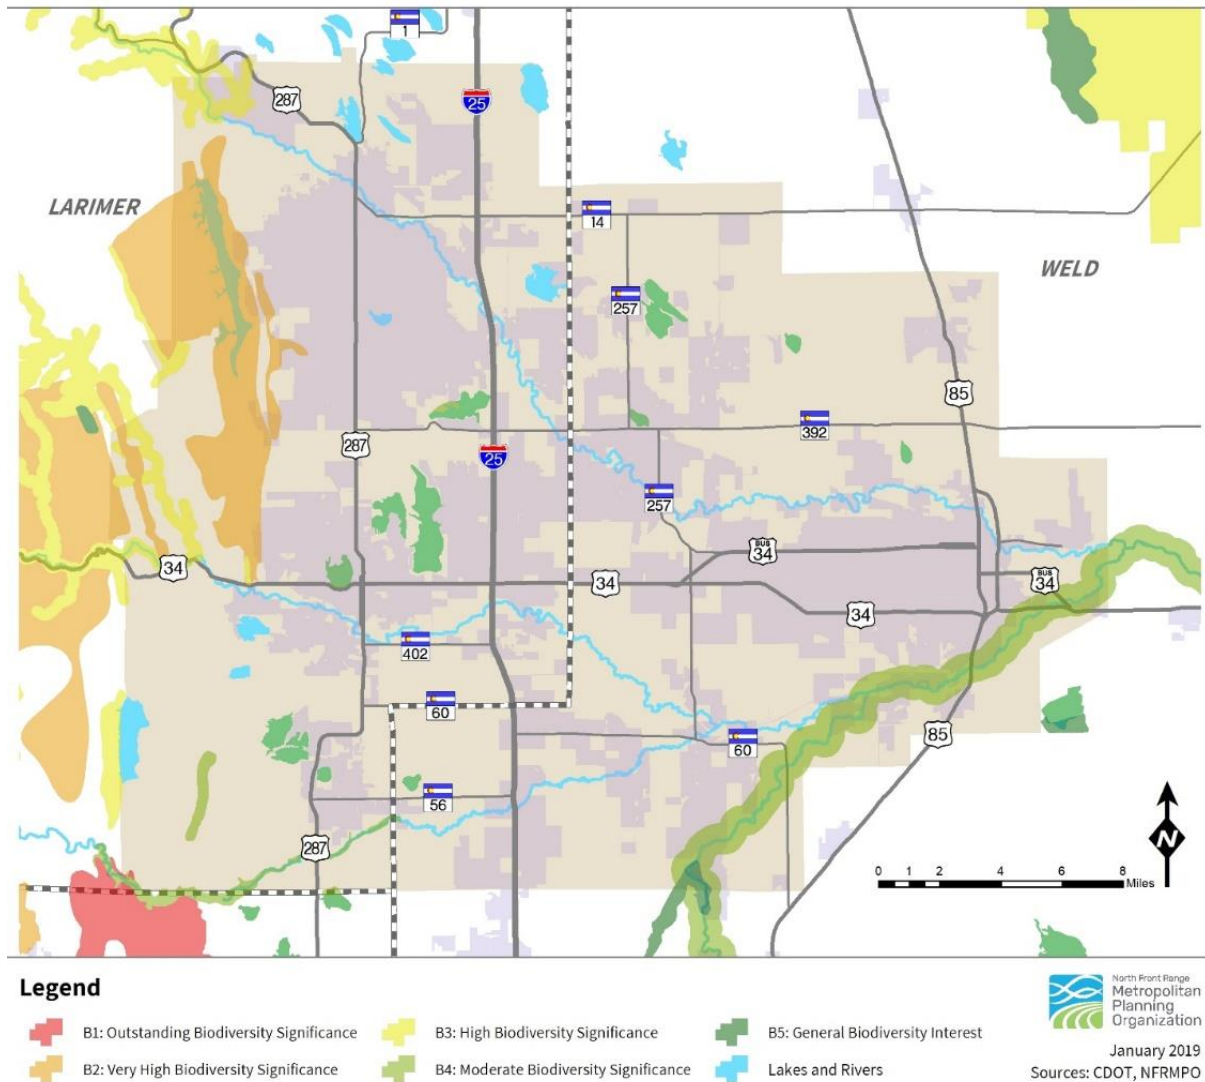 1
287
25
LARIMER
14
WELD
257
85
392
287
25
257
BUS
34
34
34
BUS
34
34
402
60
85
60
56
287
N
0 1 2 4 6 8
Miles
Legend
B1: Outstanding Biodiversity Significance
B3: High Biodiversity Significance
B5: General Biodiversity Interest
B2: Very High Biodiversity Significance
B4: Moderate Biodiversity Significance
Lakes and Rivers
North Front Range
Metropolitan
Planning
Organization
January 2019
Sources: CDOT, NFRMPO